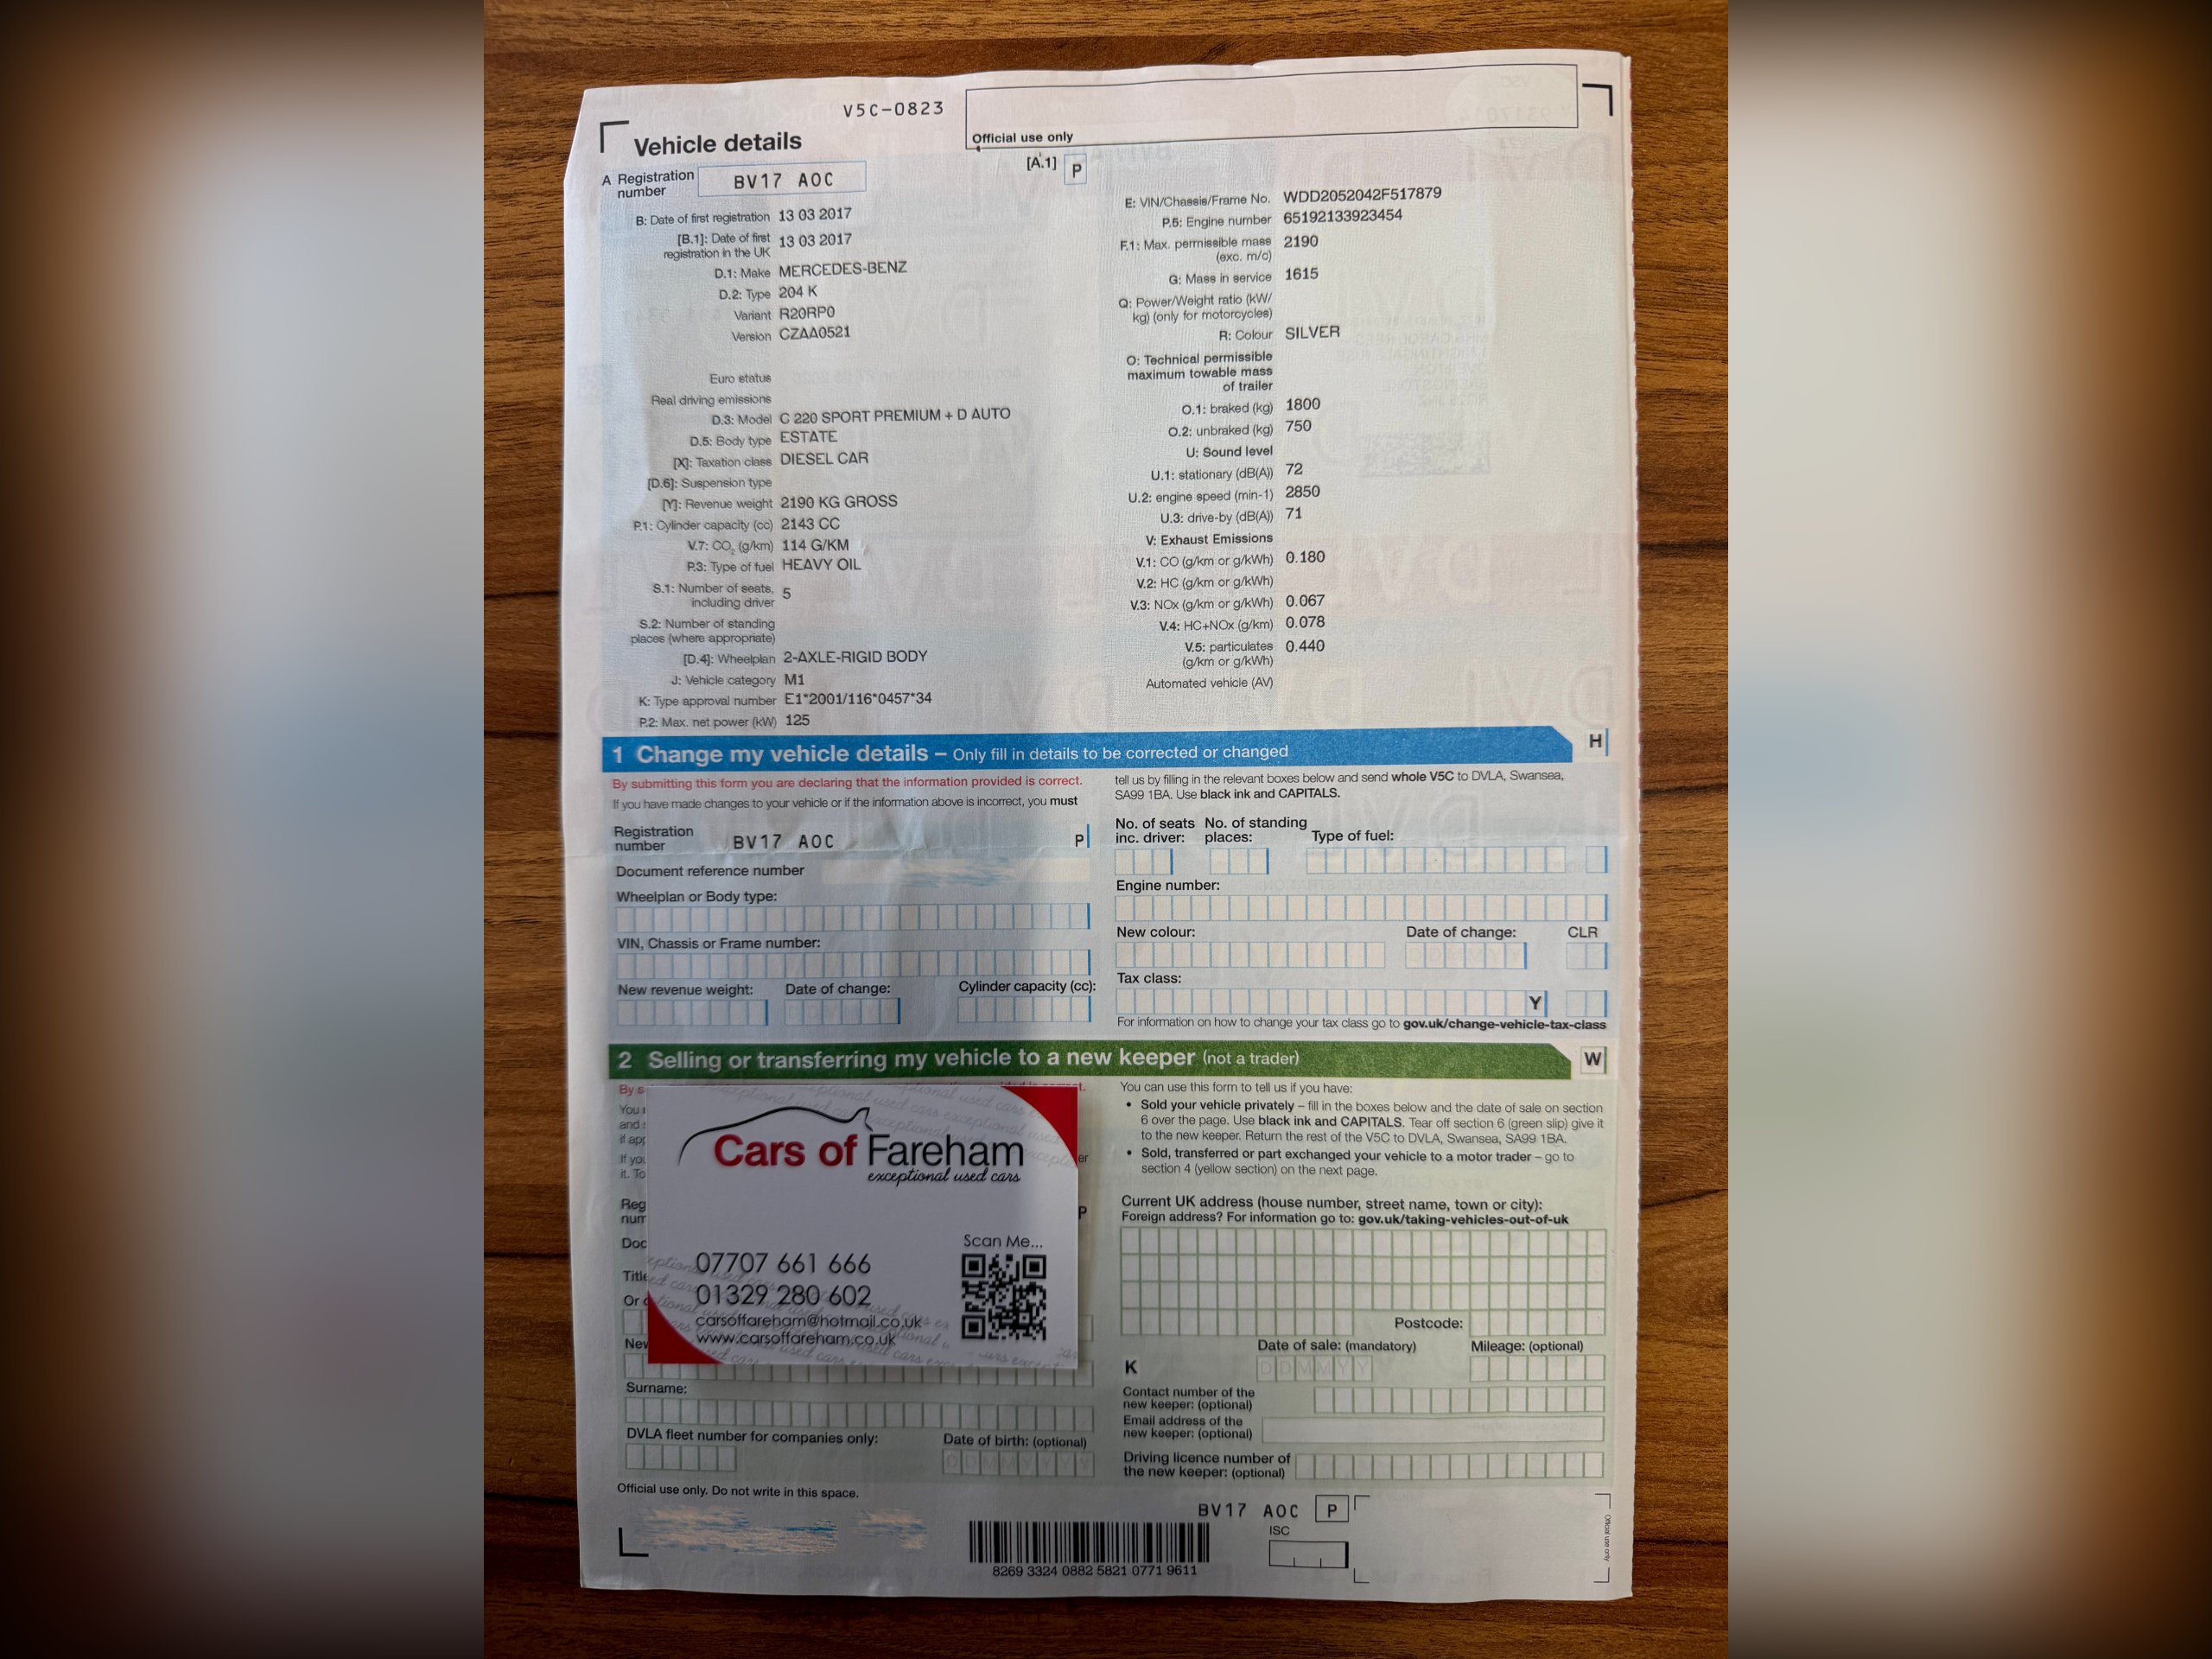 V5C-0823
Official use only
Vehicle details
[A.1] P
A Registration number BV17 AOC
B: Date of first registration 13 03 2017
[B.1]: Date of first registration in the UK 13 03 2017
D.1: Make MERCEDES-BENZ
D.2: Type 204 K
Variant R20RP0
Version CZAA0521
Euro status
Real driving emissions
D.3: Model C 220 SPORT PREMIUM + D AUTO
D.5: Body type ESTATE
[X]: Taxation class DIESEL CAR
[D.6]: Suspension type
[Y]: Revenue weight 2190 KG GROSS
P.1: Cylinder capacity (cc) 2143 CC
V.7: CO2 (g/km) 114 G/KM
P.3: Type of fuel HEAVY OIL
S.1: Number of seats, including driver 5
S.2: Number of standing places (where appropriate)
[D.4]: Wheelplan 2-AXLE-RIGID BODY
J: Vehicle category M1
K: Type approval number E1*2001/116*0457*34
P.2: Max. net power (kW) 125
E: VIN/Chassis/Frame No. WDD2052042F517879
P.5: Engine number 65192133923454
F.1: Max. permissible mass (exc. m/c) 2190
G: Mass in service 1615
Q: Power/Weight ratio (kW/kg) (only for motorcycles)
R: Colour SILVER
O: Technical permissible maximum towable mass of trailer
O.1: braked (kg) 1800
O.2: unbraked (kg) 750
U: Sound level
U.1: stationary (dB(A)) 72
U.2: engine speed (min-1) 2850
U.3: drive-by (dB(A)) 71
V: Exhaust Emissions
V.1: CO (g/km or g/kWh) 0.180
V.2: HC (g/km or g/kWh)
V.3: NOx (g/km or g/kWh) 0.067
V.4: HC+NOx (g/km) 0.078
V.5: particulates (g/km or g/kWh) 0.440
Automated vehicle (AV)
1 Change my vehicle details – Only fill in details to be corrected or changed H
By submitting this form you are declaring that the information provided is correct.
If you have made changes to your vehicle or if the information above is incorrect, you must
tell us by filling in the relevant boxes below and send whole V5C to DVLA, Swansea,
SA99 1BA. Use black ink and CAPITALS.
Registration number BV17 AOC P
Document reference number
Wheelplan or Body type:
VIN, Chassis or Frame number:
New revenue weight: Date of change: Cylinder capacity (cc):
No. of seats inc. driver: No. of standing places: Type of fuel:
Engine number:
New colour: Date of change: CLR
Tax class:
Y
For information on how to change your tax class go to gov.uk/change-vehicle-tax-class
2 Selling or transferring my vehicle to a new keeper (not a trader) W
Cars of Fareham
exceptional used cars
Scan Me...
07707 661 666
01329 280 602
carsoffareham@hotmail.co.uk
www.carsoffareham.co.uk
Surname:
DVLA fleet number for companies only: Date of birth: (optional)
You can use this form to tell us if you have:
• Sold your vehicle privately – fill in the boxes below and the date of sale on section
6 over the page. Use black ink and CAPITALS. Tear off section 6 (green slip) give it
to the new keeper. Return the rest of the V5C to DVLA, Swansea, SA99 1BA.
• Sold, transferred or part exchanged your vehicle to a motor trader – go to
section 4 (yellow section) on the next page.
Current UK address (house number, street name, town or city):
Foreign address? For information go to: gov.uk/taking-vehicles-out-of-uk
Postcode:
Date of sale: (mandatory) Mileage: (optional)
K
Contact number of the new keeper: (optional)
Email address of the new keeper: (optional)
Driving licence number of the new keeper: (optional)
Official use only. Do not write in this space.
BV17 AOC P
ISC
8269 3324 0882 5821 0771 9611
Official use only